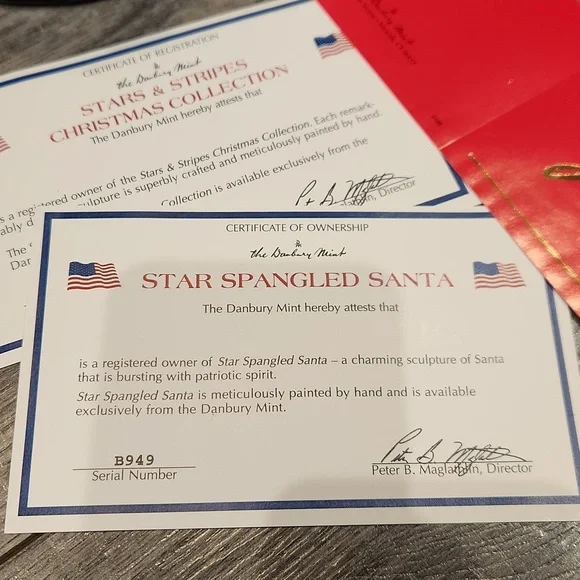 CERTIFICATE OF REGISTRATION
the Danbury Mint
STARS & STRIPES
CHRISTMAS COLLECTION
The Danbury Mint hereby attests that
s a registered owner of the Stars & Stripes Christmas Collection. Each remark-
ably d sculpture is superbly crafted and meticulously painted by hand.
The Collection is available exclusively from the
Dan
Director
CERTIFICATE OF OWNERSHIP
the Danbury Mint
STAR SPANGLED SANTA
The Danbury Mint hereby attests that
is a registered owner of Star Spangled Santa – a charming sculpture of Santa
that is bursting with patriotic spirit.
Star Spangled Santa is meticulously painted by hand and is available
exclusively from the Danbury Mint.
B949
Serial Number
Peter B. Maglathlin, Director